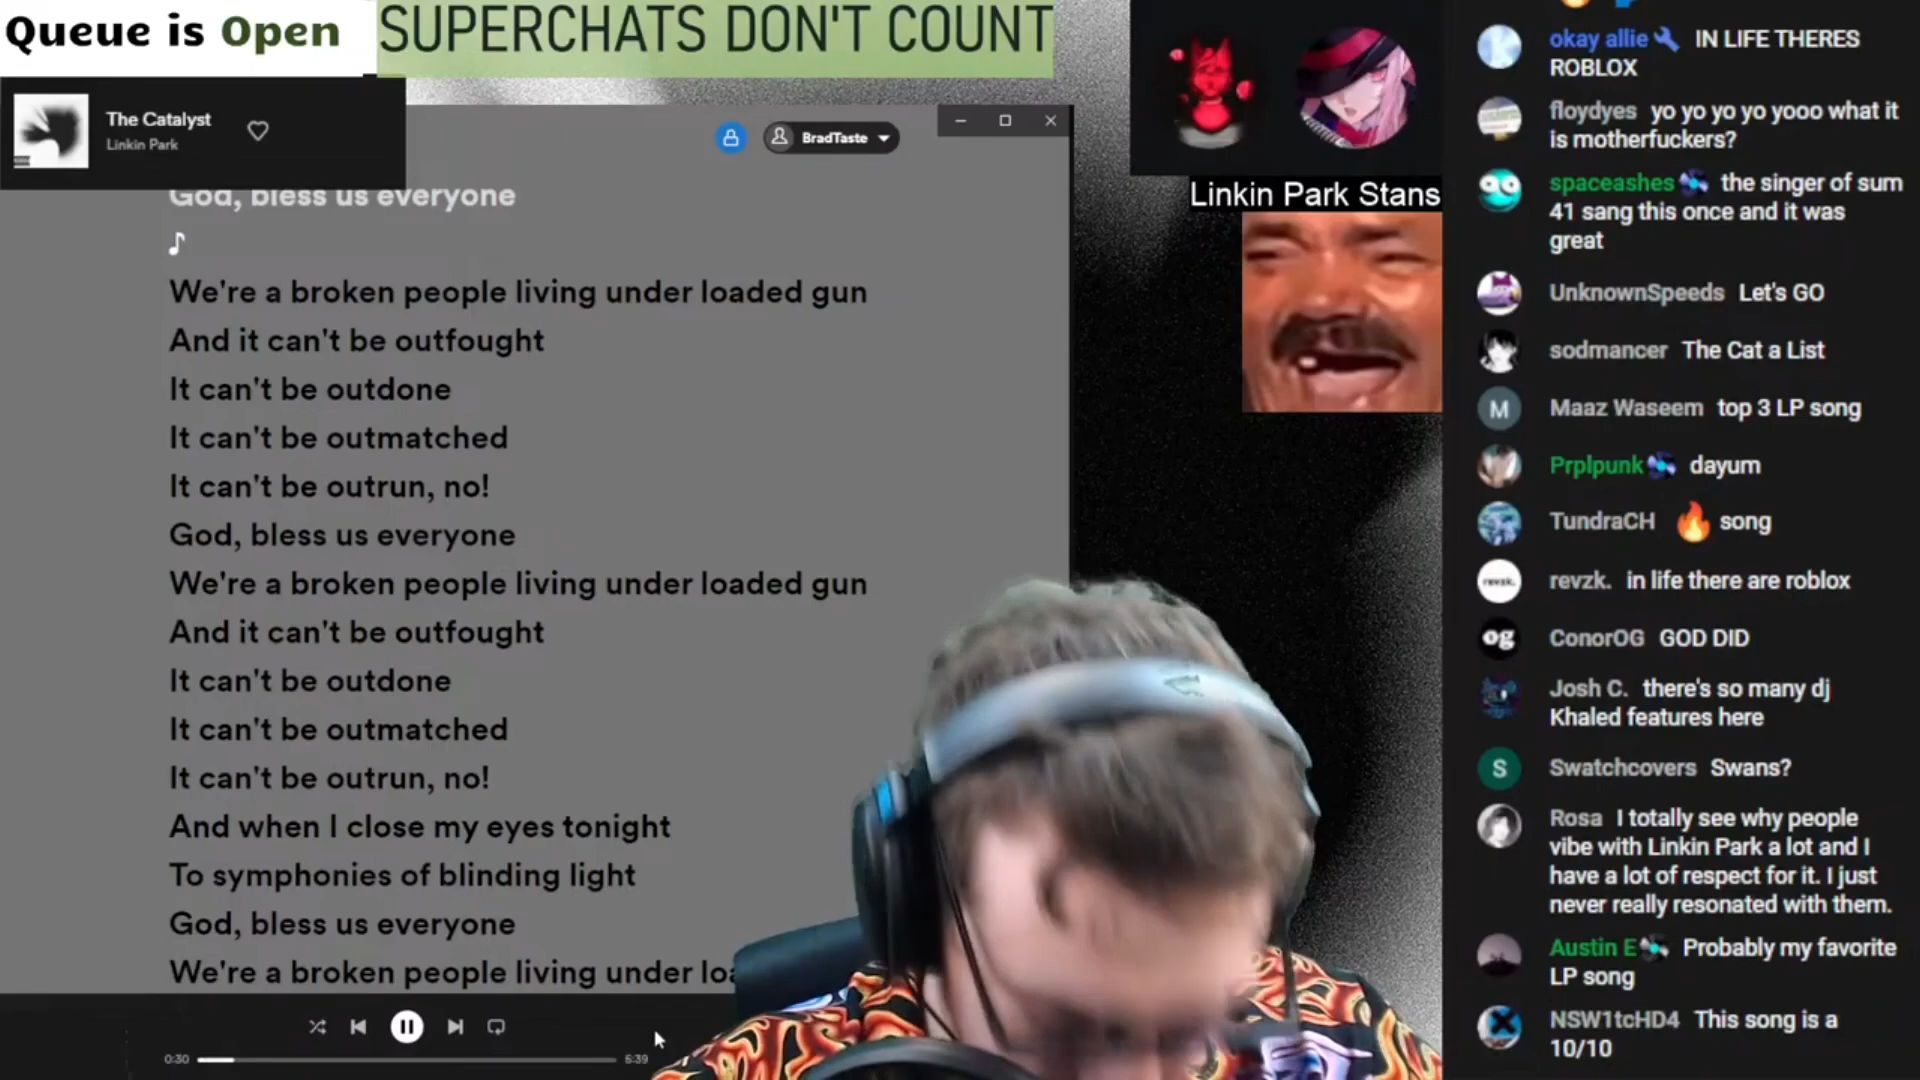 Queue is Open
SUPERCHATS DON'T COUNT
The Catalyst
Linkin Park
BradTaste
God, bless us everyone
♪
We're a broken people living under loaded gun
And it can't be outfought
It can't be outdone
It can't be outmatched
It can't be outrun, no!
God, bless us everyone
We're a broken people living under loaded gun
And it can't be outfought
It can't be outdone
It can't be outmatched
It can't be outrun, no!
And when I close my eyes tonight
To symphonies of blinding light
God, bless us everyone
We're a broken people living under
0:30
5:39
Linkin Park Stans
okay allie IN LIFE THERES
ROBLOX
floydyes yo yo yo yo yooo what it
is motherfuckers?
spaceashes the singer of sum
41 sang this once and it was
great
UnknownSpeeds Let's GO
sodmancer The Cat a List
M Maaz Waseem top 3 LP song
Prplpunk dayum
TundraCH 🔥 song
revzk. revzk. in life there are roblox
og ConorOG GOD DID
Josh C. there's so many dj
Khaled features here
S Swatchcovers Swans?
Rosa I totally see why people
vibe with Linkin Park a lot and I
have a lot of respect for it. I just
never really resonated with them.
Austin E Probably my favorite
LP song
NSW1tcHD4 This song is a
10/10